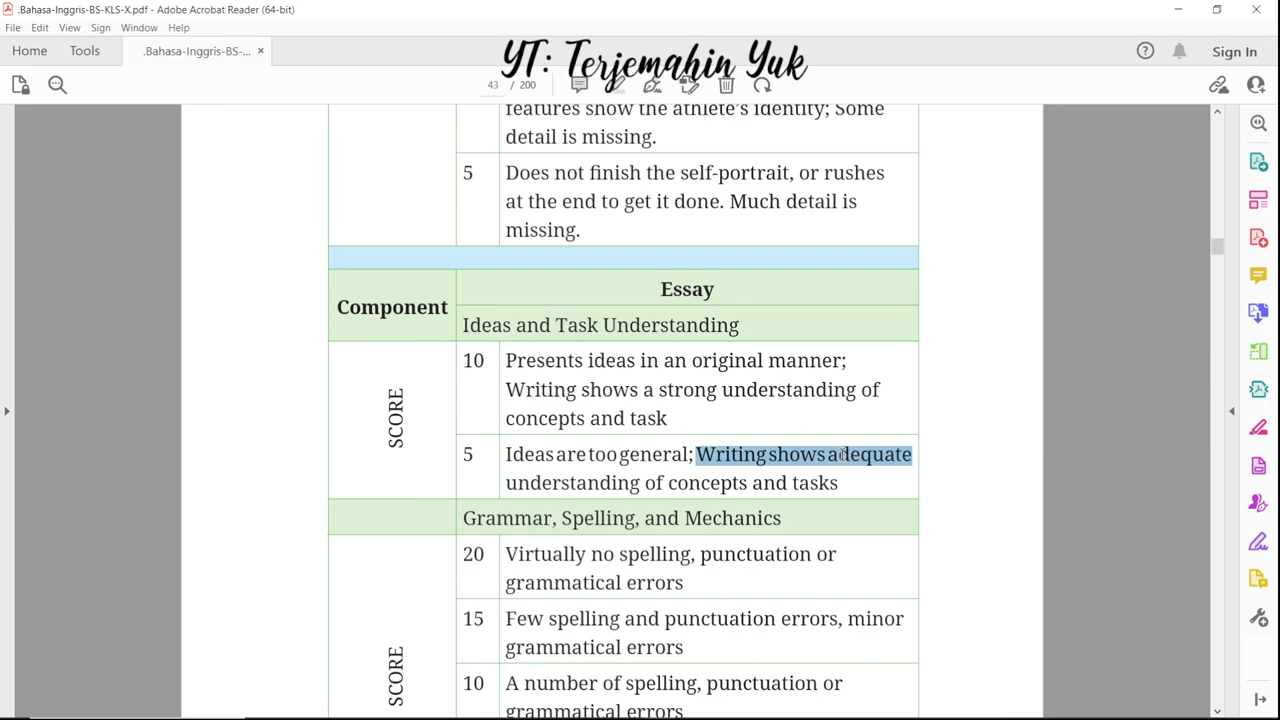 .Bahasa-Inggris-BS-KLS-X.pdf - Adobe Acrobat Reader (64-bit)
File Edit View Sign Window Help
Home Tools .Bahasa-Inggris-BS-... × Sign In
YT: Terjemahin Yuk
43 / 200
features show the athlete's identity; Some
detail is missing.
5 Does not finish the self-portrait, or rushes
at the end to get it done. Much detail is
missing.
Component
Essay
Ideas and Task Understanding
SCORE
10 Presents ideas in an original manner;
Writing shows a strong understanding of
concepts and task
5 Ideas are too general; Writing shows adequate
understanding of concepts and tasks
Grammar, Spelling, and Mechanics
SCORE
20 Virtually no spelling, punctuation or
grammatical errors
15 Few spelling and punctuation errors, minor
grammatical errors
10 A number of spelling, punctuation or
grammatical errors